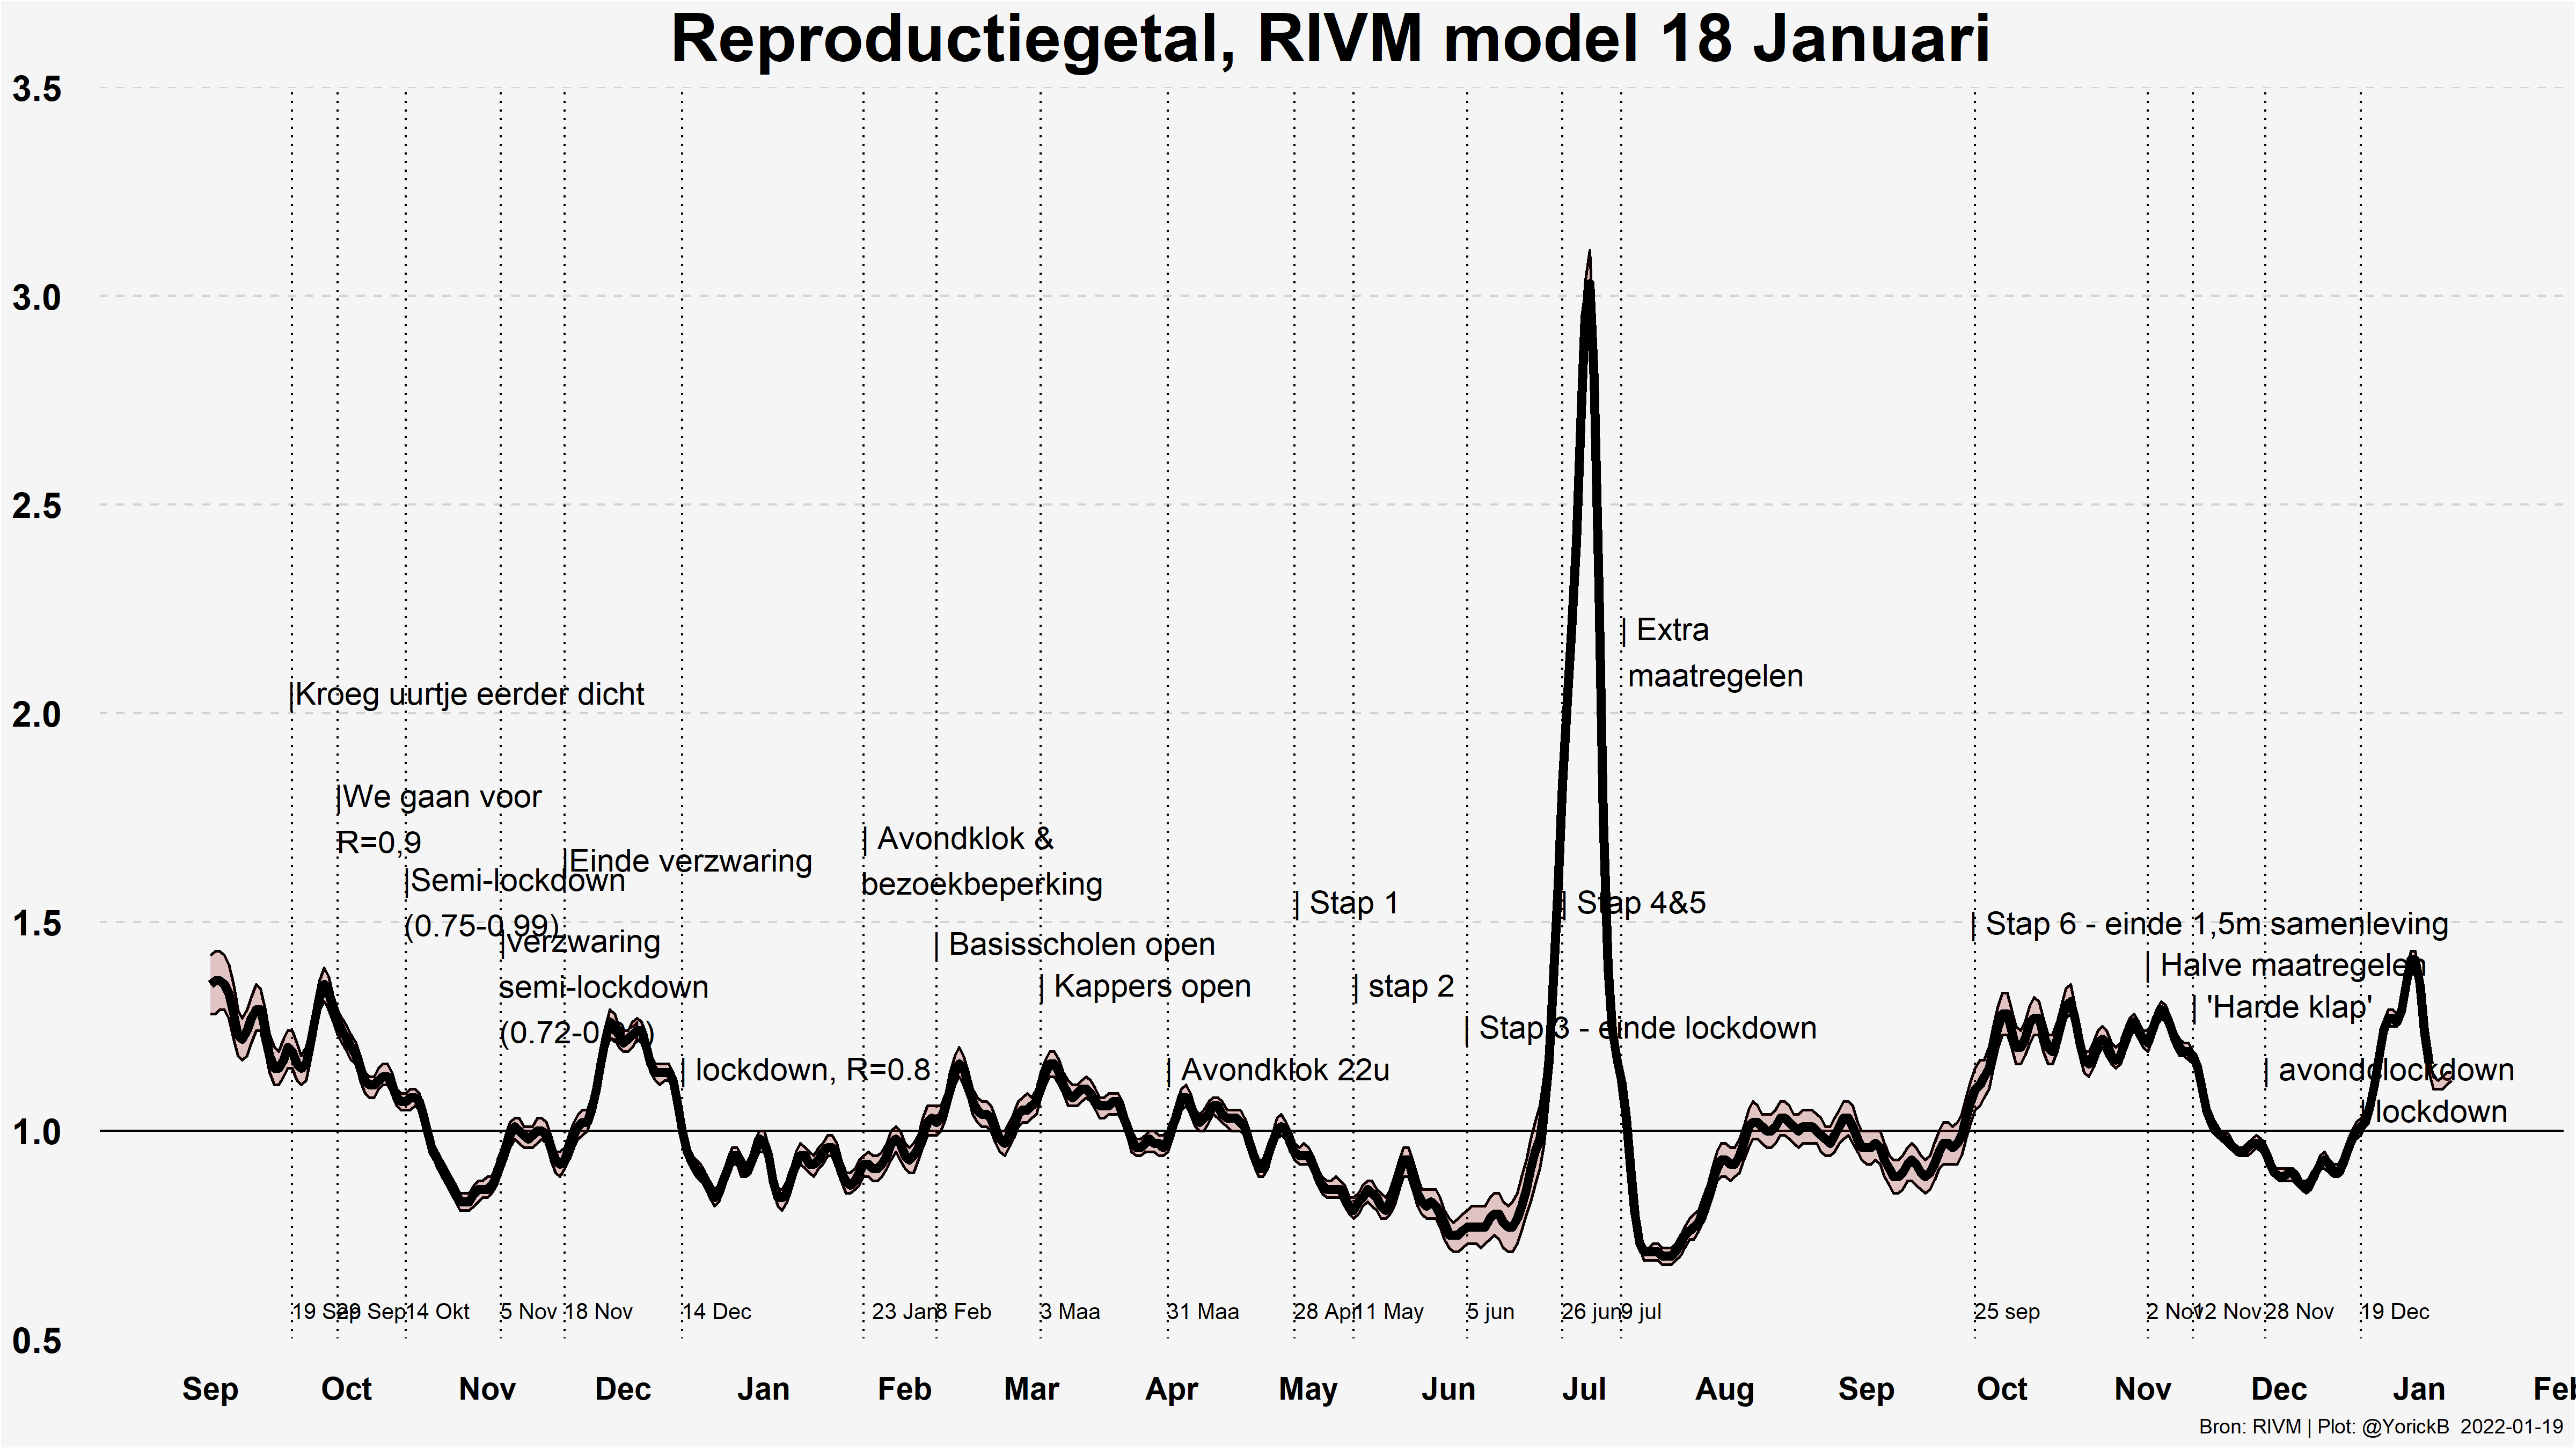 Reproductiegetal, RIVM model 18 Januari
3.5
3.0
2.5
2.0
1.5
1.0
0.5
|Kroeg uurtje eerder dicht
|We gaan voor
R=0,9
|Semi-lockdown
(0.75-0.99)
|verzwaring
semi-lockdown
(0.72-0.
|Einde verzwaring
| lockdown, R=0.8
| Avondklok &
bezoekbeperking
| Basisscholen open
| Kappers open
| Avondklok 22u
| Stap 1
| stap 2
| Stap 3 - einde lockdown
| Stap 4&5
| Extra
maatregelen
| Stap 6 - einde 1,5m samenleving
| Halve maatregelen
| 'Harde klap'
| avondclockdown
| lockdown
19 Sep
29 Sep
14 Okt
5 Nov
18 Nov
14 Dec
23 Jan
8 Feb
3 Maa
31 Maa
28 Apr
11 May
5 jun
26 jun
9 jul
25 sep
2 Nov
12 Nov
28 Nov
19 Dec
Sep Oct Nov Dec Jan Feb Mar Apr May Jun Jul Aug Sep Oct Nov Dec Jan Feb
Bron: RIVM | Plot: @YorickB 2022-01-19